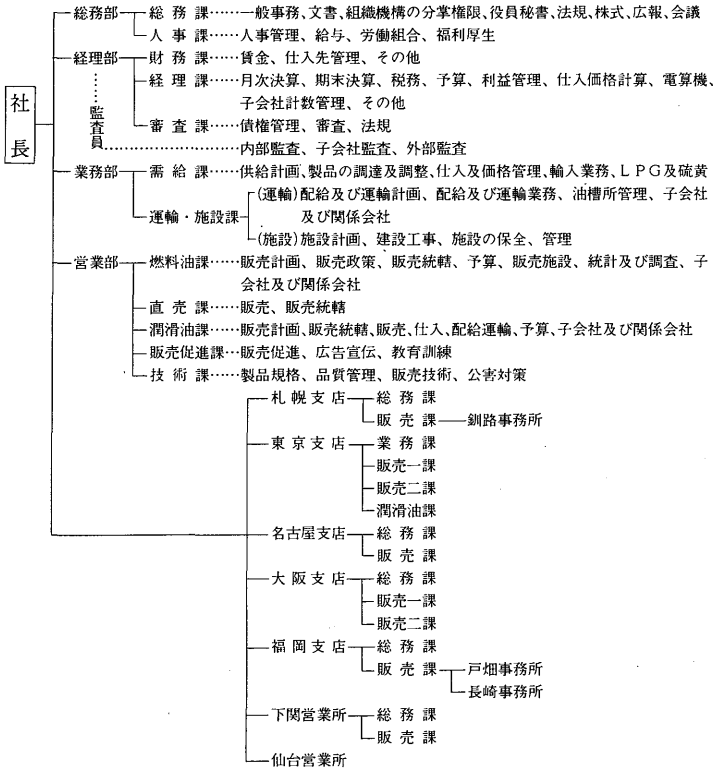 社長
総務部 総務課……一般事務、文書、組織機構の分掌権限、役員秘書、法規、株式、広報、会議
人事課……人事管理、給与、労働組合、福利厚生
経理部 財務課……賃金、仕入先管理、その他
経理課……月次決算、期末決算、税務、予算、利益管理、仕入価格計算、電算機、
子会社計数管理、その他
審査課……債権管理、審査、法規
監査員……内部監査、子会社監査、外部監査
業務部 需給課……供給計画、製品の調達及調整、仕入及価格管理、輸入業務、LPG及硫黄
運輸・施設課 (運輸)配給及び運輸計画、配給及び運輸業務、油槽所管理、子会社
及び関係会社
(施設)施設計画、建設工事、施設の保全、管理
営業部 燃料油課……販売計画、販売政策、販売統轄、予算、販売施設、統計及び調査、子
会社及び関係会社
直売課……販売、販売統轄
潤滑油課……販売計画、販売統轄、販売、仕入、配給運輸、予算、子会社及び関係会社
販売促進課…販売促進、広告宣伝、教育訓練
技術課……製品規格、品質管理、販売技術、公害対策
札幌支店 総務課
販売課 釧路事務所
東京支店 業務課
販売一課
販売二課
潤滑油課
名古屋支店 総務課
販売課
大阪支店 総務課
販売一課
販売二課
福岡支店 総務課
販売課 戸畑事務所
長崎事務所
下関営業所 総務課
販売課
仙台営業所